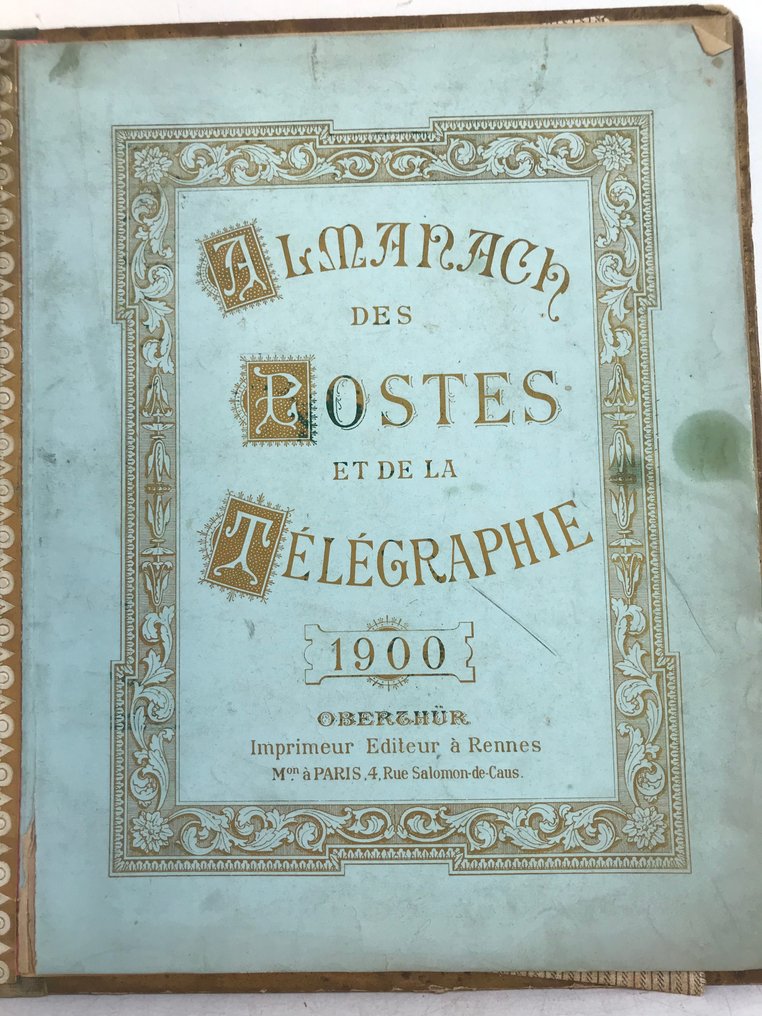 ALMANACH
DES
POSTES
ET DE LA
TÉLÉGRAPHIE
1900
OBERTHÜR
Imprimeur Editeur à Rennes
Mon à PARIS, 4, Rue Salomon-de-Caus.